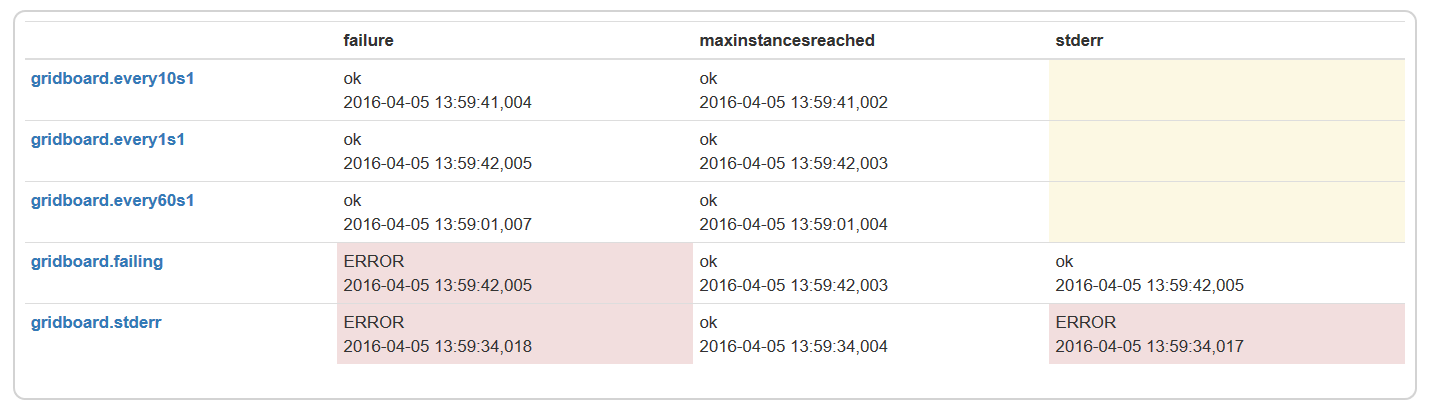 failure maxinstancesreached stderr
gridboard.every10s1 ok ok
2016-04-05 13:59:41,004 2016-04-05 13:59:41,002
gridboard.every1s1 ok ok
2016-04-05 13:59:42,005 2016-04-05 13:59:42,003
gridboard.every60s1 ok ok
2016-04-05 13:59:01,007 2016-04-05 13:59:01,004
gridboard.failing ERROR ok ok
2016-04-05 13:59:42,005 2016-04-05 13:59:42,003 2016-04-05 13:59:42,005
gridboard.stderr ERROR ok ERROR
2016-04-05 13:59:34,018 2016-04-05 13:59:34,004 2016-04-05 13:59:34,017